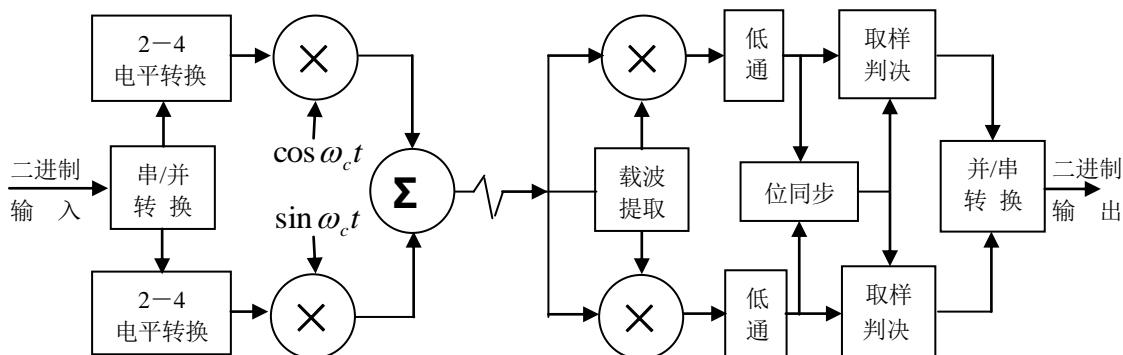 2－4
电平转换
×
cos ω_c t
二进制
输 入
串/并
转 换
Σ
sin ω_c t
2－4
电平转换
×
×
低
通
取样
判决
载波
提取
位同步
并/串
转 换
二进制
输 出
×
低
通
取样
判决